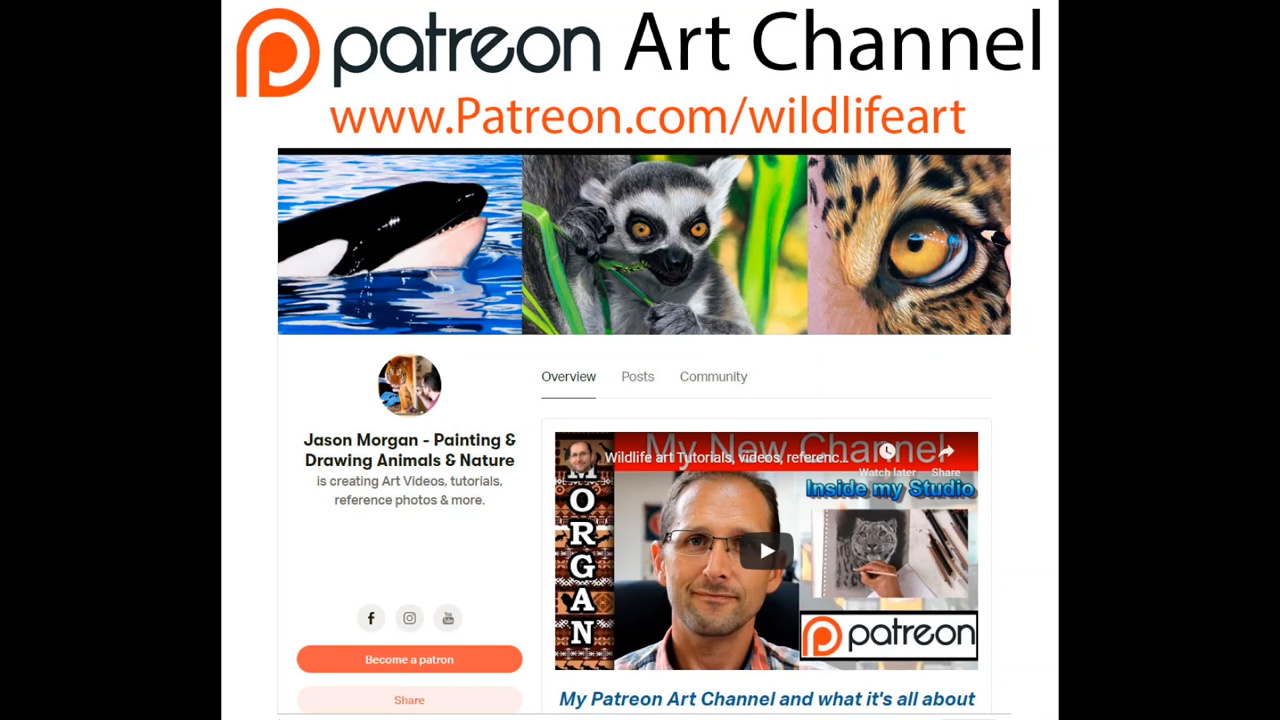 patreon Art Channel
www.Patreon.com/wildlifeart
Jason Morgan - Painting &
Drawing Animals & Nature
is creating Art Videos, tutorials,
reference photos & more.
Become a patron
Share
Overview Posts Community
My New Channel
Wildlife art Tutorials, videos, referenc...
Watch later Share
MORGAN
Inside my Studio
patreon
My Patreon Art Channel and what it's all about